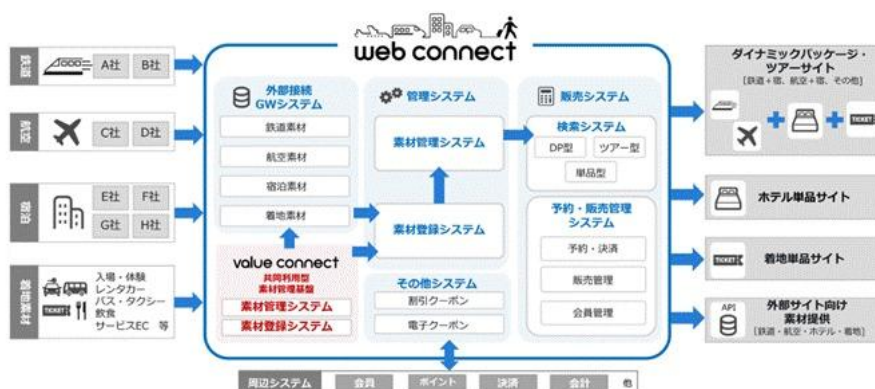 web connect
鉄道
A社
B社
航空
C社
D社
宿泊
E社
F社
G社
H社
着地素材
入場・体験
レンタカー
バス・タクシー
飲食
サービスEC 等
TICKET
外部接続
GWシステム
鉄道素材
航空素材
宿泊素材
着地素材
value connect
共同利用型
素材管理基盤
素材管理システム
素材登録システム
管理システム
素材管理システム
素材登録システム
その他システム
割引クーポン
電子クーポン
販売システム
検索システム
DP型
ツアー型
単品型
予約・販売管理
システム
予約・決済
販売管理
会員管理
ダイナミックパッケージ・
ツアーサイト
[鉄道+宿、航空+宿、その他]
TICKET
ホテル単品サイト
TICKET
着地単品サイト
API
外部サイト向け
素材提供
[鉄道・航空・ホテル・着地]
周辺システム
会員
ポイント
決済
会計
他